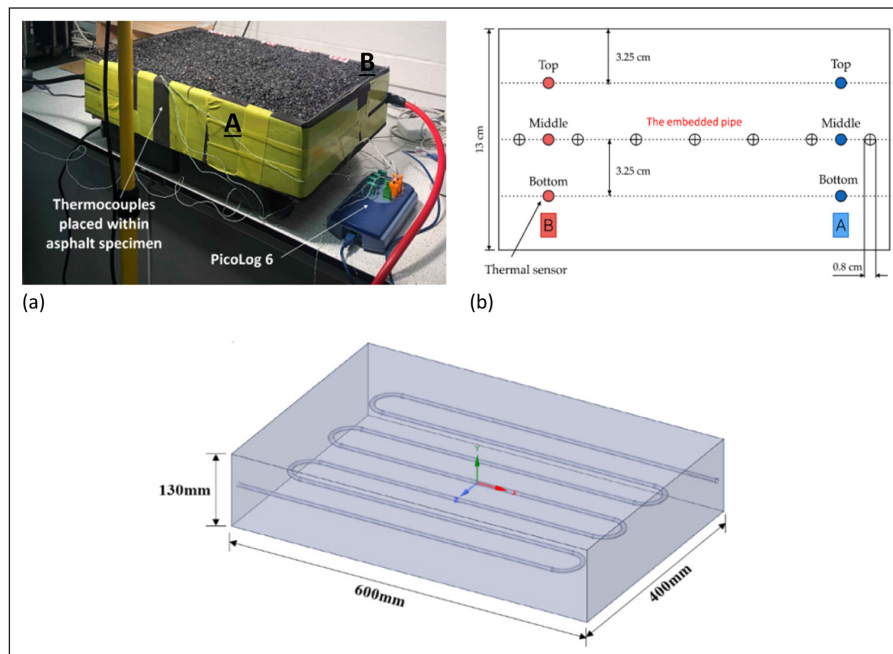 B
A
Thermocouples
placed within
asphalt specimen
PicoLog 6
(a)
3.25 cm
Top
Top
13 cm
Middle
The embedded pipe
Middle
3.25 cm
Bottom
Bottom
B
A
Thermal sensor
0.8 cm
(b)
Y
X
Z
130mm
600mm
400mm